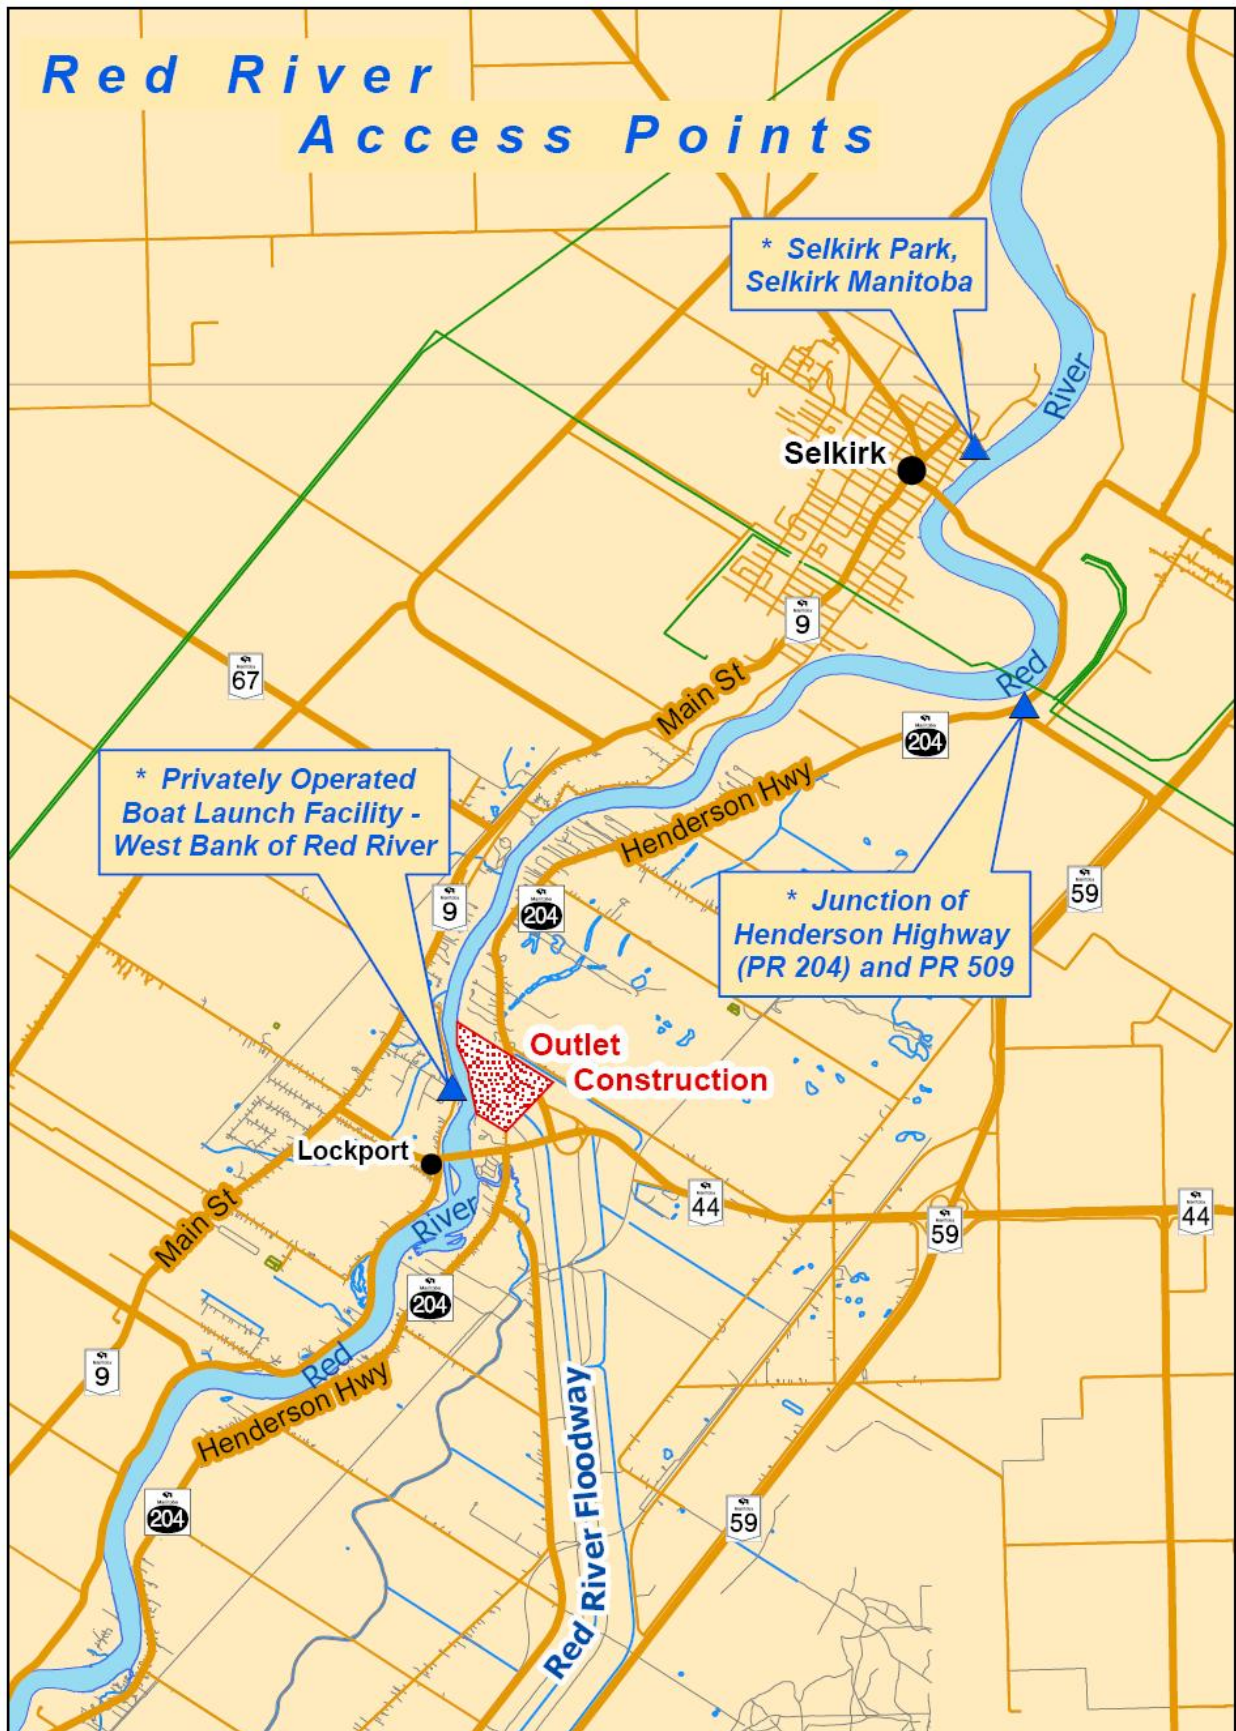 Red River
Access Points
* Selkirk Park,
Selkirk Manitoba
River
Selkirk
9
67
Main St
Red
204
* Privately Operated
Boat Launch Facility -
West Bank of Red River
Henderson Hwy
9
204
59
* Junction of
Henderson Highway
(PR 204) and PR 509
Outlet
Construction
Lockport
44
44
59
River
Main St
204
Red
9
Henderson Hwy
Red River Floodway
204
59